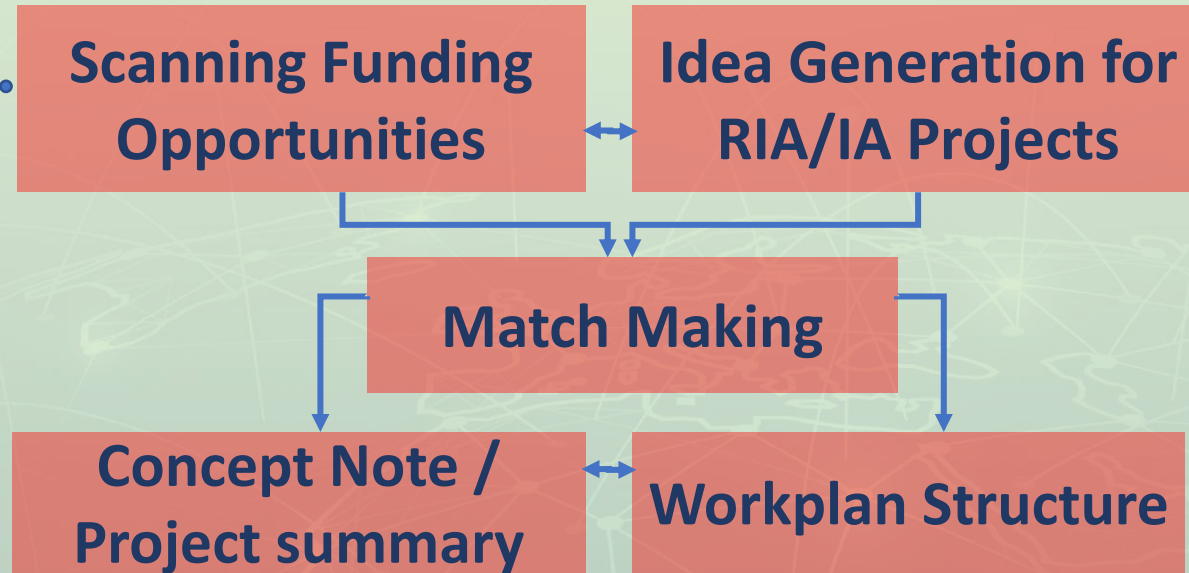 Scanning Funding
Opportunities
Idea Generation for
RIA/IA Projects
Match Making
Concept Note /
Project summary
Workplan Structure